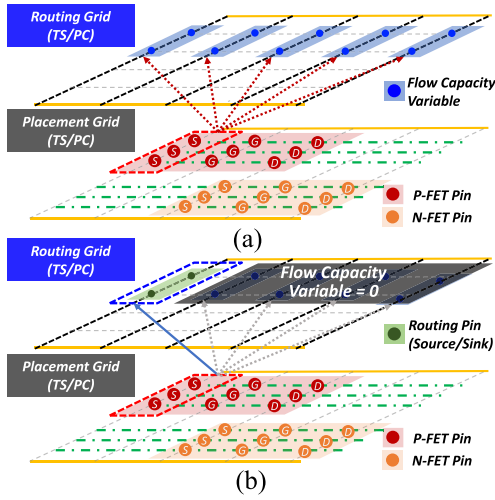 Routing Grid
(TS/PC)
Flow Capacity
Variable
Placement Grid
(TS/PC)
S G D
S G D
S G D
S G D
S G D
S G D
P-FET Pin
N-FET Pin
(a)
Routing Grid
(TS/PC)
Flow Capacity
Variable = 0
Routing Pin
(Source/Sink)
Placement Grid
(TS/PC)
S G D
S G D
S G D
S G D
S G D
S G D
P-FET Pin
N-FET Pin
(b)